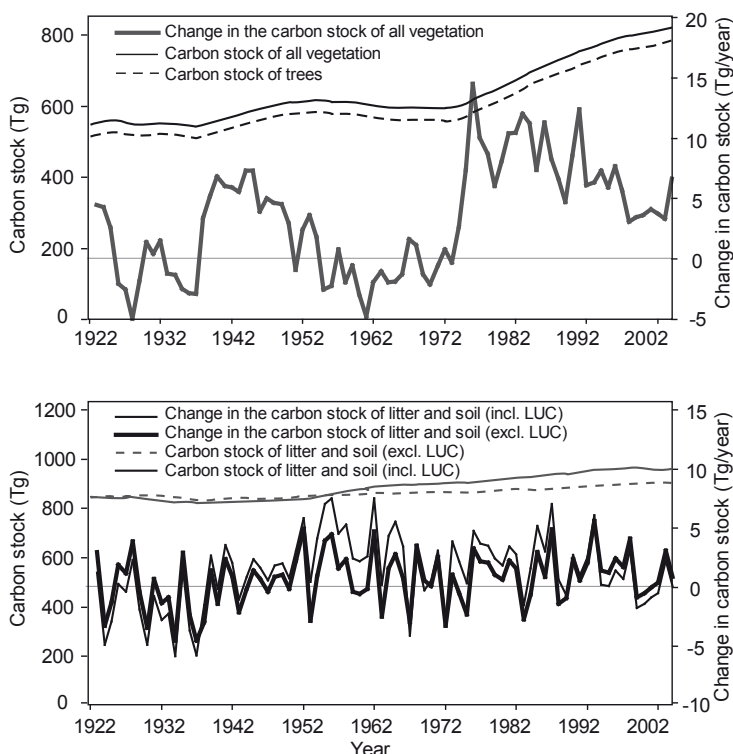 800
600
400
200
0
Carbon stock (Tg)
Change in the carbon stock of all vegetation
Carbon stock of all vegetation
Carbon stock of trees
20
15
10
5
0
-5
Change in carbon stock (Tg/year)
1922 1932 1942 1952 1962 1972 1982 1992 2002
1200
1000
800
600
400
200
0
Carbon stock (Tg)
Change in the carbon stock of litter and soil (incl. LUC)
Change in the carbon stock of litter and soil (excl. LUC)
Carbon stock of litter and soil (excl. LUC)
Carbon stock of litter and soil (incl. LUC)
15
10
5
0
-5
-10
Change in carbon stock (Tg/year)
1922 1932 1942 1952 1962 1972 1982 1992 2002
Year